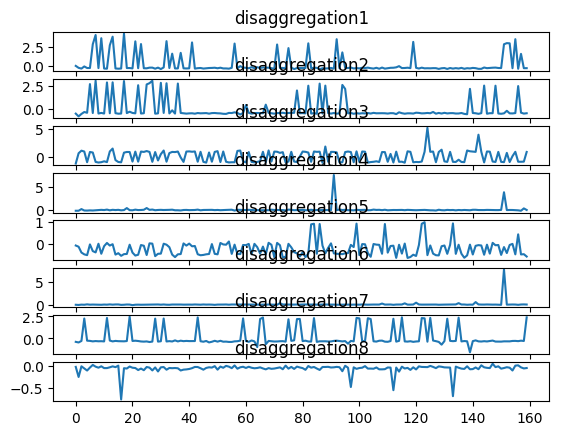 disaggregation1
2.5
0.0
disaggregation2
2.5
0.0
disaggregation3
5
0
disaggregation4
5
0
disaggregation5
1
0
disaggregation6
5
0
disaggregation7
2.5
0.0
disaggregation8
0.0
−0.5
0 20 40 60 80 100 120 140 160